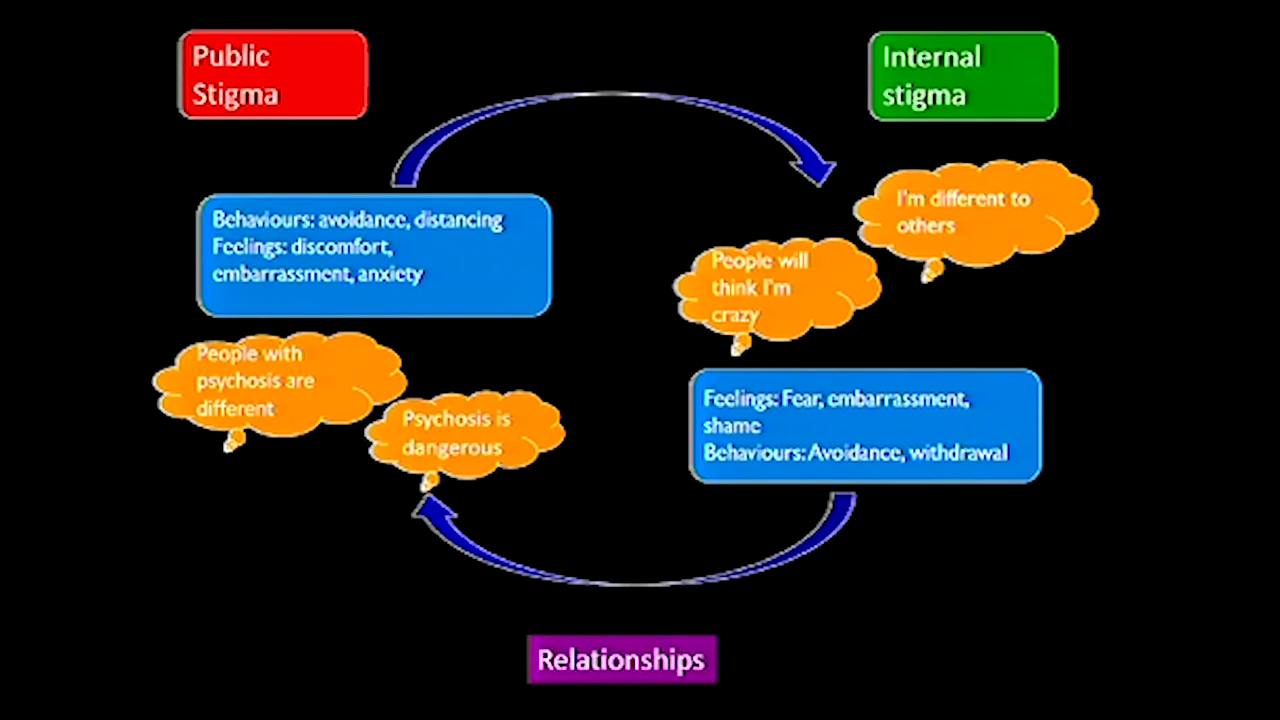 Public
Stigma
Internal
stigma
Behaviours: avoidance, distancing
Feelings: discomfort,
embarrassment, anxiety
I'm different to
others
People will
think I'm
crazy
People with
psychosis are
different
Psychosis is
dangerous
Feelings: Fear, embarrassment,
shame
Behaviours: Avoidance, withdrawal
Relationships